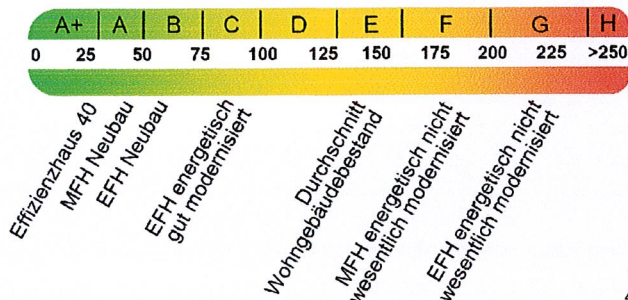 A+ A B C D E F G H
0 25 50 75 100 125 150 175 200 225 >250
Effizienzhaus 40
MFH Neubau
EFH Neubau
EFH energetisch
gut modernisiert
Durchschnitt
Wohngebäudebestand
MFH energetisch nicht
wesentlich modernisiert
EFH energetisch nicht
wesentlich modernisiert